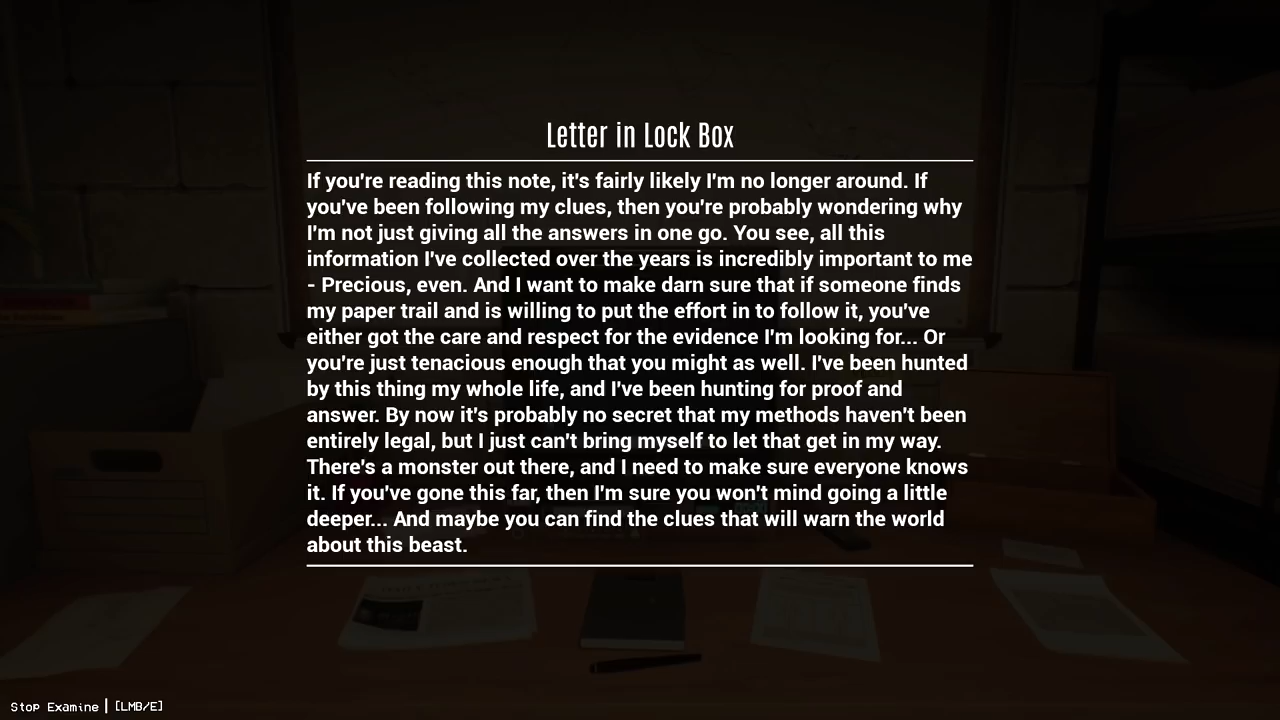 Letter in Lock Box
If you're reading this note, it's fairly likely I'm no longer around. If
you've been following my clues, then you're probably wondering why
I'm not just giving all the answers in one go. You see, all this
information I've collected over the years is incredibly important to me
- Precious, even. And I want to make darn sure that if someone finds
my paper trail and is willing to put the effort in to follow it, you've
either got the care and respect for the evidence I'm looking for... Or
you're just tenacious enough that you might as well. I've been hunted
by this thing my whole life, and I've been hunting for proof and
answer. By now it's probably no secret that my methods haven't been
entirely legal, but I just can't bring myself to let that get in my way.
There's a monster out there, and I need to make sure everyone knows
it. If you've gone this far, then I'm sure you won't mind going a little
deeper... And maybe you can find the clues that will warn the world
about this beast.
Stop Examine | [LMB/E]